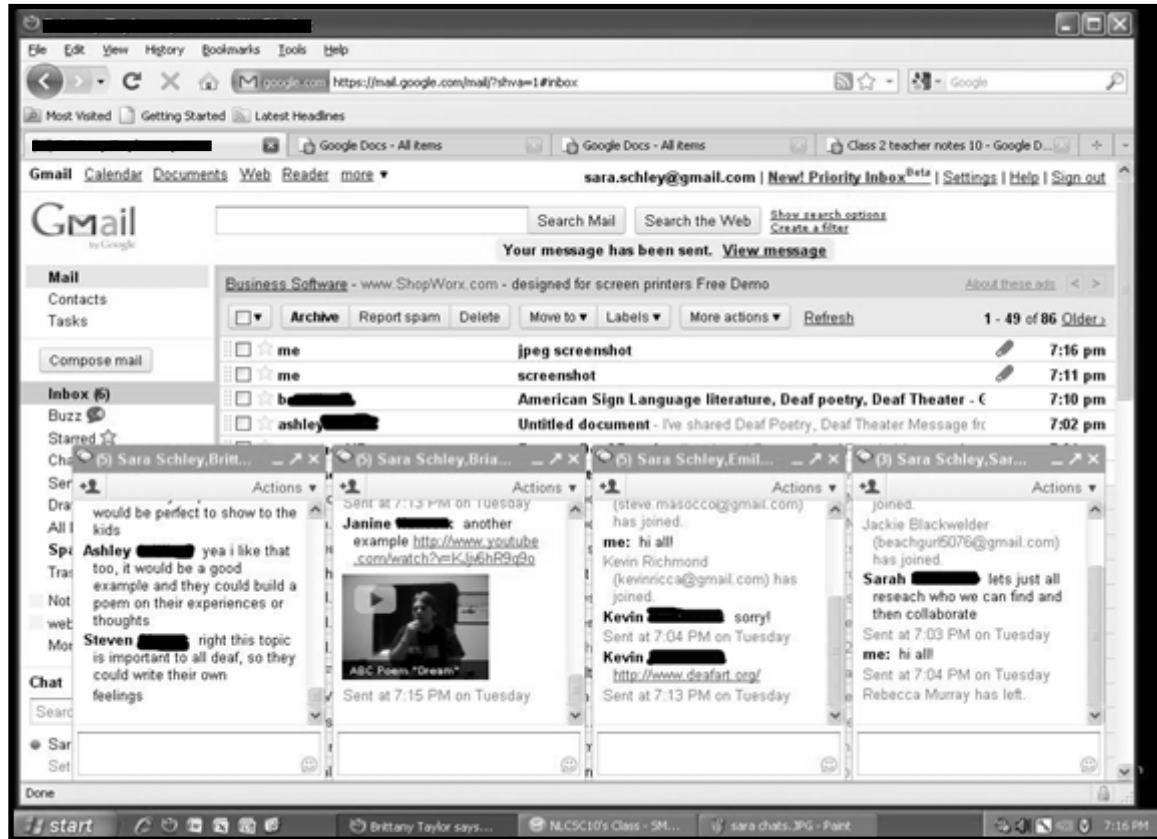 File Edit View History Bookmarks Tools Help
google.com https://mail.google.com/mail/?shva=1#inbox
Google
Most Visited Getting Started Latest Headlines
Google Docs - All items Google Docs - All items Class 2 teacher notes 10 - Google D...
Gmail Calendar Documents Web Reader more ▼ sara.schley@gmail.com | New! Priority Inbox Beta | Settings | Help | Sign out
Gmail
by Google
Search Mail Search the Web Show search options
Create a filter
Your message has been sent. View message
Mail
Contacts
Tasks
Compose mail
Inbox (6)
Buzz
Starred
Cha
Ser
Dra
All
Spa
Tras
Not
web
Mor
Chat
Searc
Sar
Set
Business Software - www.ShopWorx.com - designed for screen printers Free Demo About these ads < >
Archive Report spam Delete Move to ▼ Labels ▼ More actions ▼ Refresh 1 - 49 of 86 Older ›
me jpeg screenshot 7:16 pm
me screenshot 7:11 pm
American Sign Language literature, Deaf poetry, Deaf Theater - 7:10 pm
ashley Untitled document - I've shared Deaf Poetry, Deaf Theater Message fro 7:02 pm
(5) Sara Schley,Britt...
Actions ▼
would be perfect to show to the
kids
Ashley yea i like that
too, it would be a
good
example and they could build a
poem on their experiences or
thoughts
Steven right this topic
is important to all deaf, so they
could write their own
feelings
(5) Sara Schley,Bria...
Actions ▼
Sent at 7:13 PM on Tuesday
Janine : another
example http://www.youtube
.com/watch?v=KJjv6hR9q9o
ABC Poem "Dream"
Sent at 7:15 PM on Tuesday
(5) Sara Schley,Emil...
Actions ▼
(steve.masocco@gmail.com)
has joined.
me: hi all!
Kevin Richmond
(kevinricca@gmail.com) has
joined.
Kevin sorry!
Sent at 7:04 PM on Tuesday
Kevin
http://www.deafart.org/
Sent at 7:13 PM on Tuesday
(3) Sara Schley,Sar...
Actions ▼
joined.
Jackie Blackwelder
(beachgurl5076@gmail.com)
has joined.
Sarah lets just all
reseach who we can find and
then collaborate
Sent at 7:03 PM on Tuesday
me: hi all!
Sent at 7:04 PM on Tuesday
Rebecca Murray has left.
Done
start Brittany Taylor says... NLCSC10's Class - SM... sara chats.JPG - Paint 7:16 PM